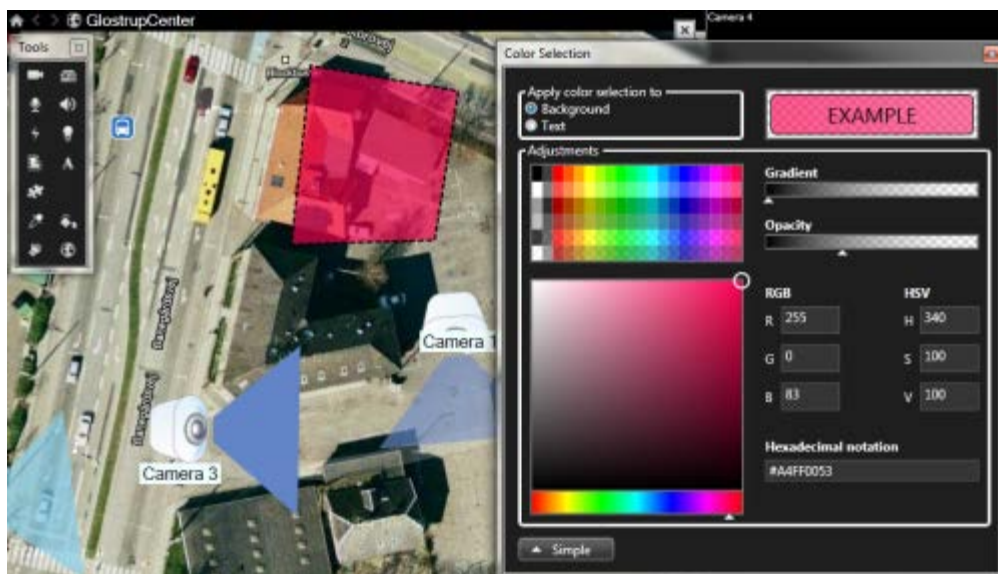 GlostrupCenter
Camera 4
Tools
Color Selection
Apply color selection to
Background
Text
EXAMPLE
Adjustments
Gradient
Opacity
RGB
HSV
R 255
H 340
G 0
S 100
B 83
V 100
Hexadecimal notation
#A4FF0053
Simple
Camera 1
Camera 3